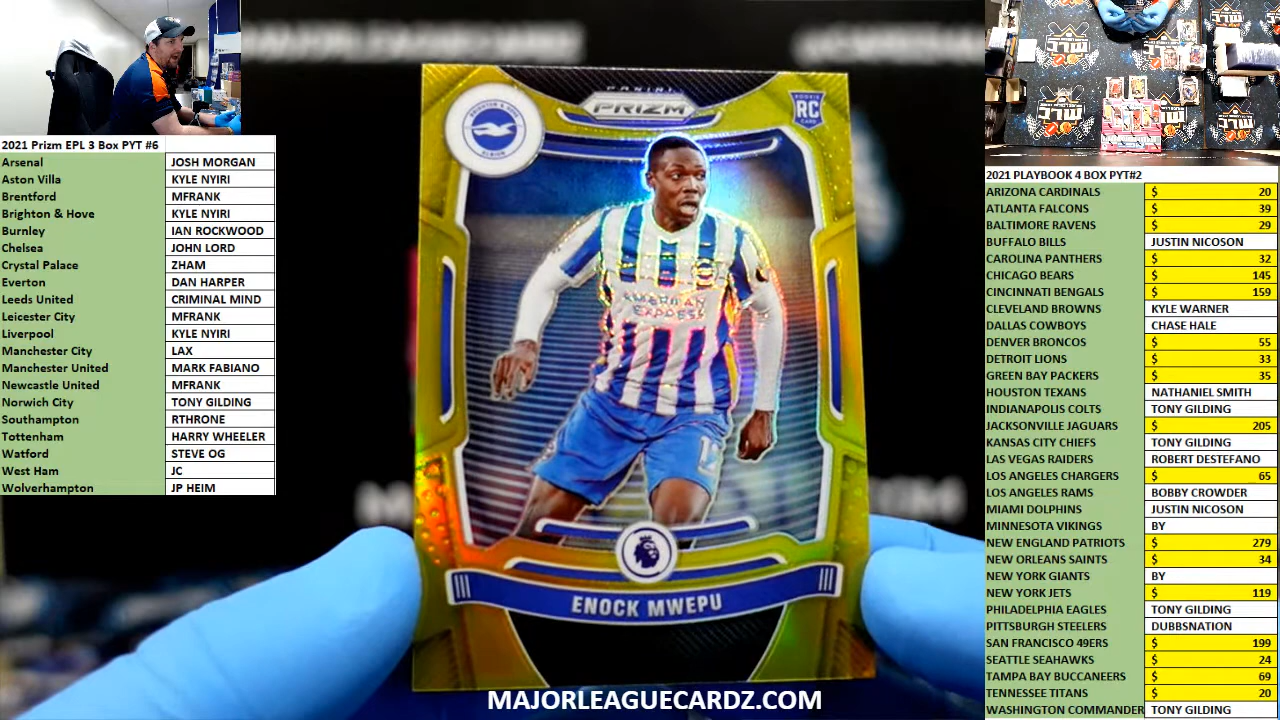 2021 Prizm EPL 3 Box PYT #6
Arsenal JOSH MORGAN
Aston Villa KYLE NYIRI
Brentford MFRANK
Brighton & Hove KYLE NYIRI
Burnley IAN ROCKWOOD
Chelsea JOHN LORD
Crystal Palace ZHAM
Everton DAN HARPER
Leeds United CRIMINAL MIND
Leicester City MFRANK
Liverpool KYLE NYIRI
Manchester City LAX
Manchester United MARK FABIANO
Newcastle United MFRANK
Norwich City TONY GILDING
Southampton RTHRONE
Tottenham HARRY WHEELER
Watford STEVE OG
West Ham JC
Wolverhampton JP HEIM
PANINI
PRIZM
ROOKIE
RC
CARD
BRIGHTON & HOVE
ALBION
AMERICAN
EXPRESS
ENOCK MWEPU
MAJORLEAGUECARDZ.COM
2021 PLAYBOOK 4 BOX PYT#2
ARIZONA CARDINALS $ 20
ATLANTA FALCONS $ 39
BALTIMORE RAVENS $ 29
BUFFALO BILLS JUSTIN NICOSON
CAROLINA PANTHERS $ 32
CHICAGO BEARS $ 145
CINCINNATI BENGALS $ 159
CLEVELAND BROWNS KYLE WARNER
DALLAS COWBOYS CHASE HALE
DENVER BRONCOS $ 55
DETROIT LIONS $ 33
GREEN BAY PACKERS $ 35
HOUSTON TEXANS NATHANIEL SMITH
INDIANAPOLIS COLTS TONY GILDING
JACKSONVILLE JAGUARS $ 205
KANSAS CITY CHIEFS TONY GILDING
LAS VEGAS RAIDERS ROBERT DESTEFANO
LOS ANGELES CHARGERS $ 65
LOS ANGELES RAMS BOBBY CROWDER
MIAMI DOLPHINS JUSTIN NICOSON
MINNESOTA VIKINGS BY
NEW ENGLAND PATRIOTS $ 279
NEW ORLEANS SAINTS $ 34
NEW YORK GIANTS BY
NEW YORK JETS $ 119
PHILADELPHIA EAGLES TONY GILDING
PITTSBURGH STEELERS DUBBSNATION
SAN FRANCISCO 49ERS $ 199
SEATTLE SEAHAWKS $ 24
TAMPA BAY BUCCANEERS $ 69
TENNESSEE TITANS $ 20
WASHINGTON COMMANDER TONY GILDING